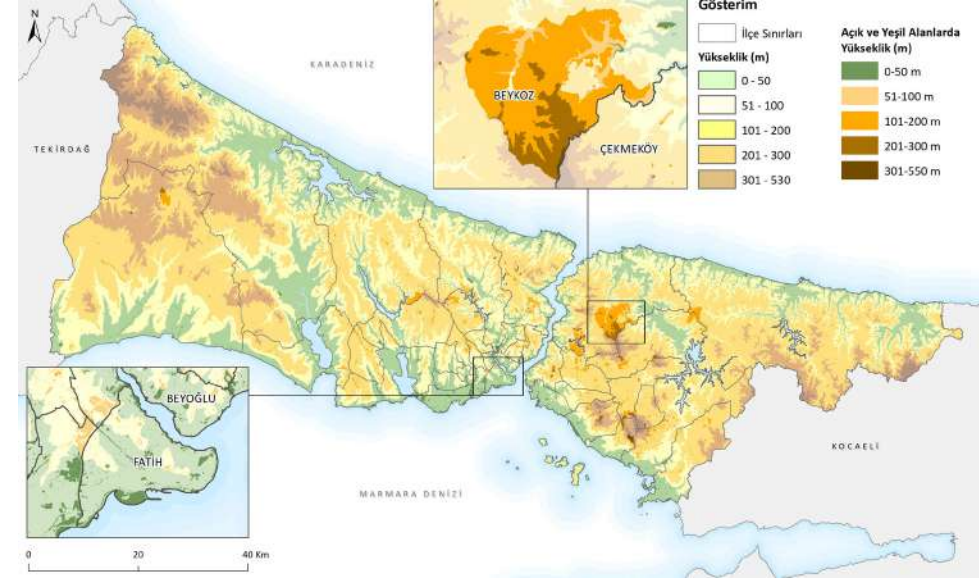 N
KARADENİZ
TEKİRDAĞ
BEYKOZ
ÇEKMEKÖY
Gösterim
İlçe Sınırları
Yükseklik (m)
0 - 50
51 - 100
101 - 200
201 - 300
301 - 530
Açık ve Yeşil Alanlarda
Yükseklik (m)
0-50 m
51-100 m
101-200 m
201-300 m
301-550 m
BEYOĞLU
FATİH
KOCAELİ
MARMARA DENİZİ
0 20 40 Km